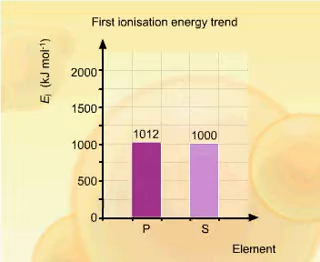 First ionisation energy trend
Eᵢ (kJ mol⁻¹)
2000
1500
1000
500
0
1012
1000
P
S
Element